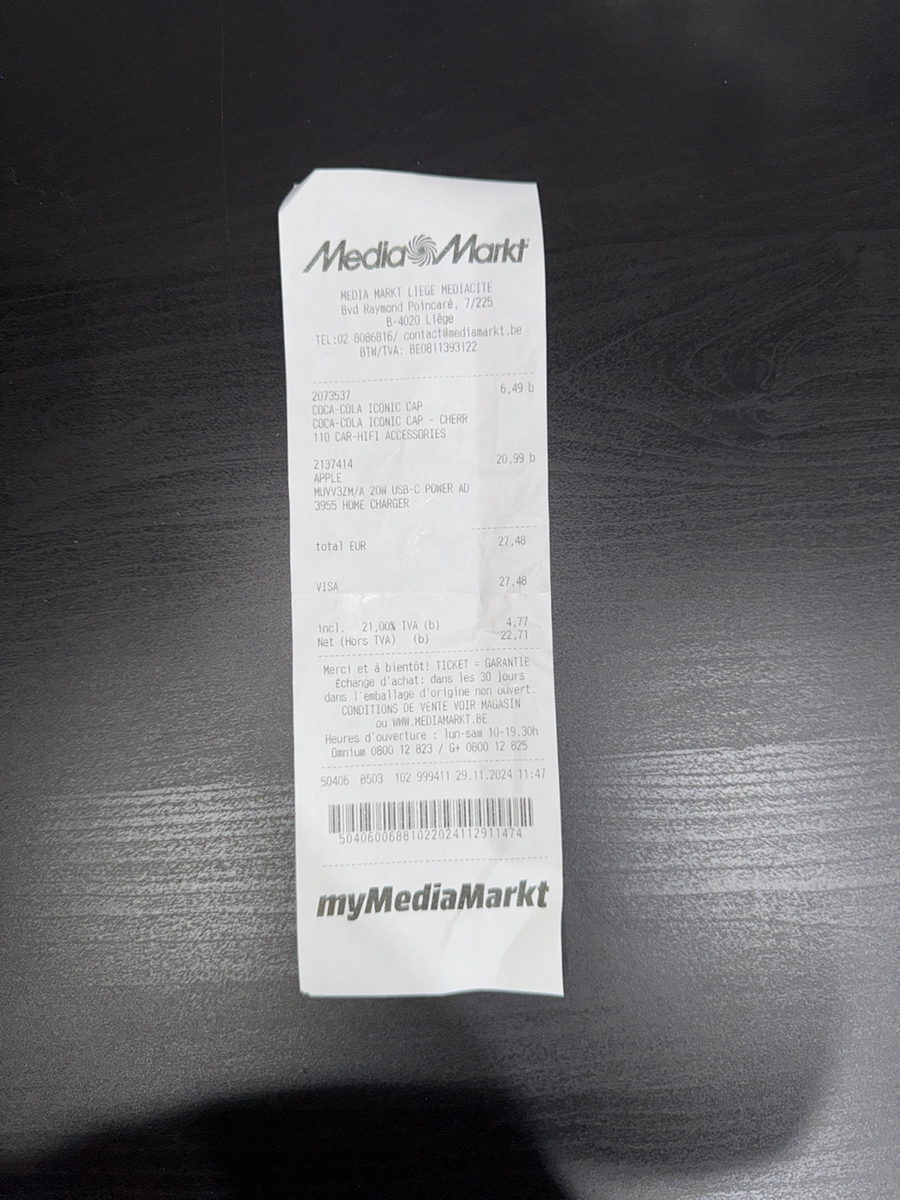 Media Markt
MEDIA MARKT LIEGE MEDIACITE
Bvd Raymond Poincaré, 7/225
B-4020 Liège
TEL:02 8086816/ contact@mediamarkt.be
BTW/TVA: BE0811393122
2073537 6,49 b
COCA-COLA ICONIC CAP
COCA-COLA ICONIC CAP - CHERR
110 CAR-HIFI ACCESSORIES
2137414 20,99 b
APPLE
MUVV3ZM/A 20W USB-C POWER AD
3955 HOME CHARGER
total EUR 27,48
VISA 27,48
incl. 21,00% TVA (b) 4,77
Net (Hors TVA) (b) 22,71
Merci et à bientôt! TICKET = GARANTIE
Échange d'achat: dans les 30 jours
dans l'emballage d'origine non ouvert.
CONDITIONS DE VENTE VOIR MAGASIN
ou WWW.MEDIAMARKT.BE
Heures d'ouverture : lun-sam 10-19.30h
Omnium 0800 12 823 / G+ 0800 12 825
50406 8503 102 999411 29.11.2024 11:47
5040600688102202411291147​4
myMediaMarkt